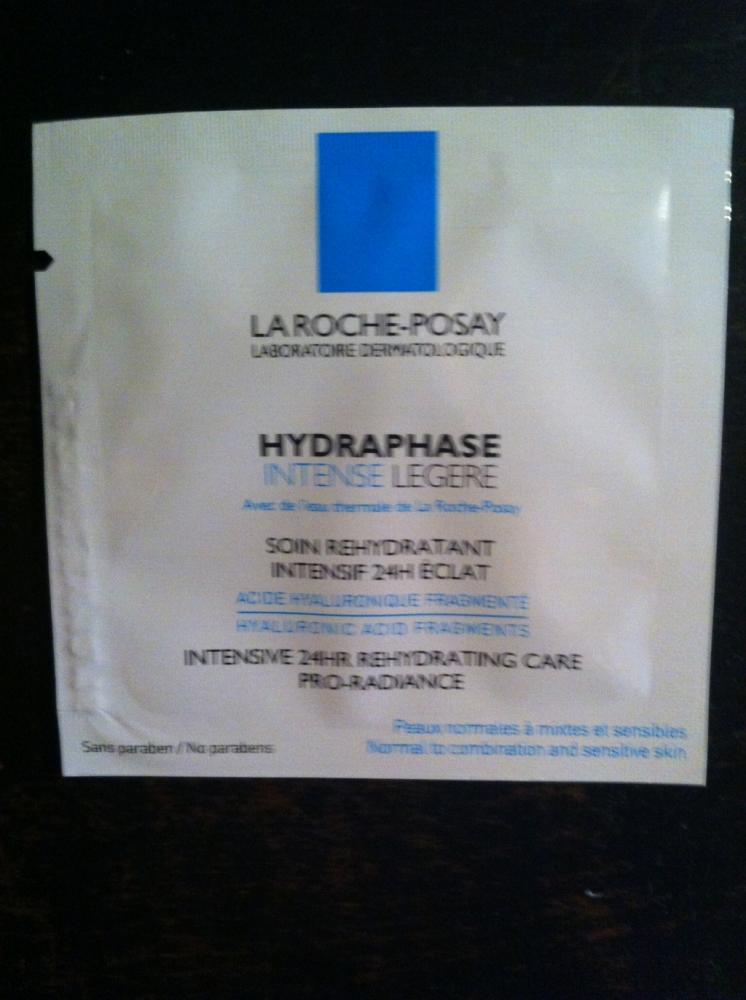 LA ROCHE-POSAY
LABORATOIRE DERMATOLOGIQUE
HYDRAPHASE
INTENSE LEGERE
Avec de l'eau thermale de La Roche-Posay
SOIN REHYDRATANT
INTENSIF 24H ÉCLAT
ACIDE HYALURONIQUE FRAGMENTÉ
HYALURONIC ACID FRAGMENTS
INTENSIVE 24HR REHYDRATING CARE
PRO-RADIANCE
Peaux normales à mixtes et sensibles
Normal to combination and sensitive skin
Sans paraben / No parabens